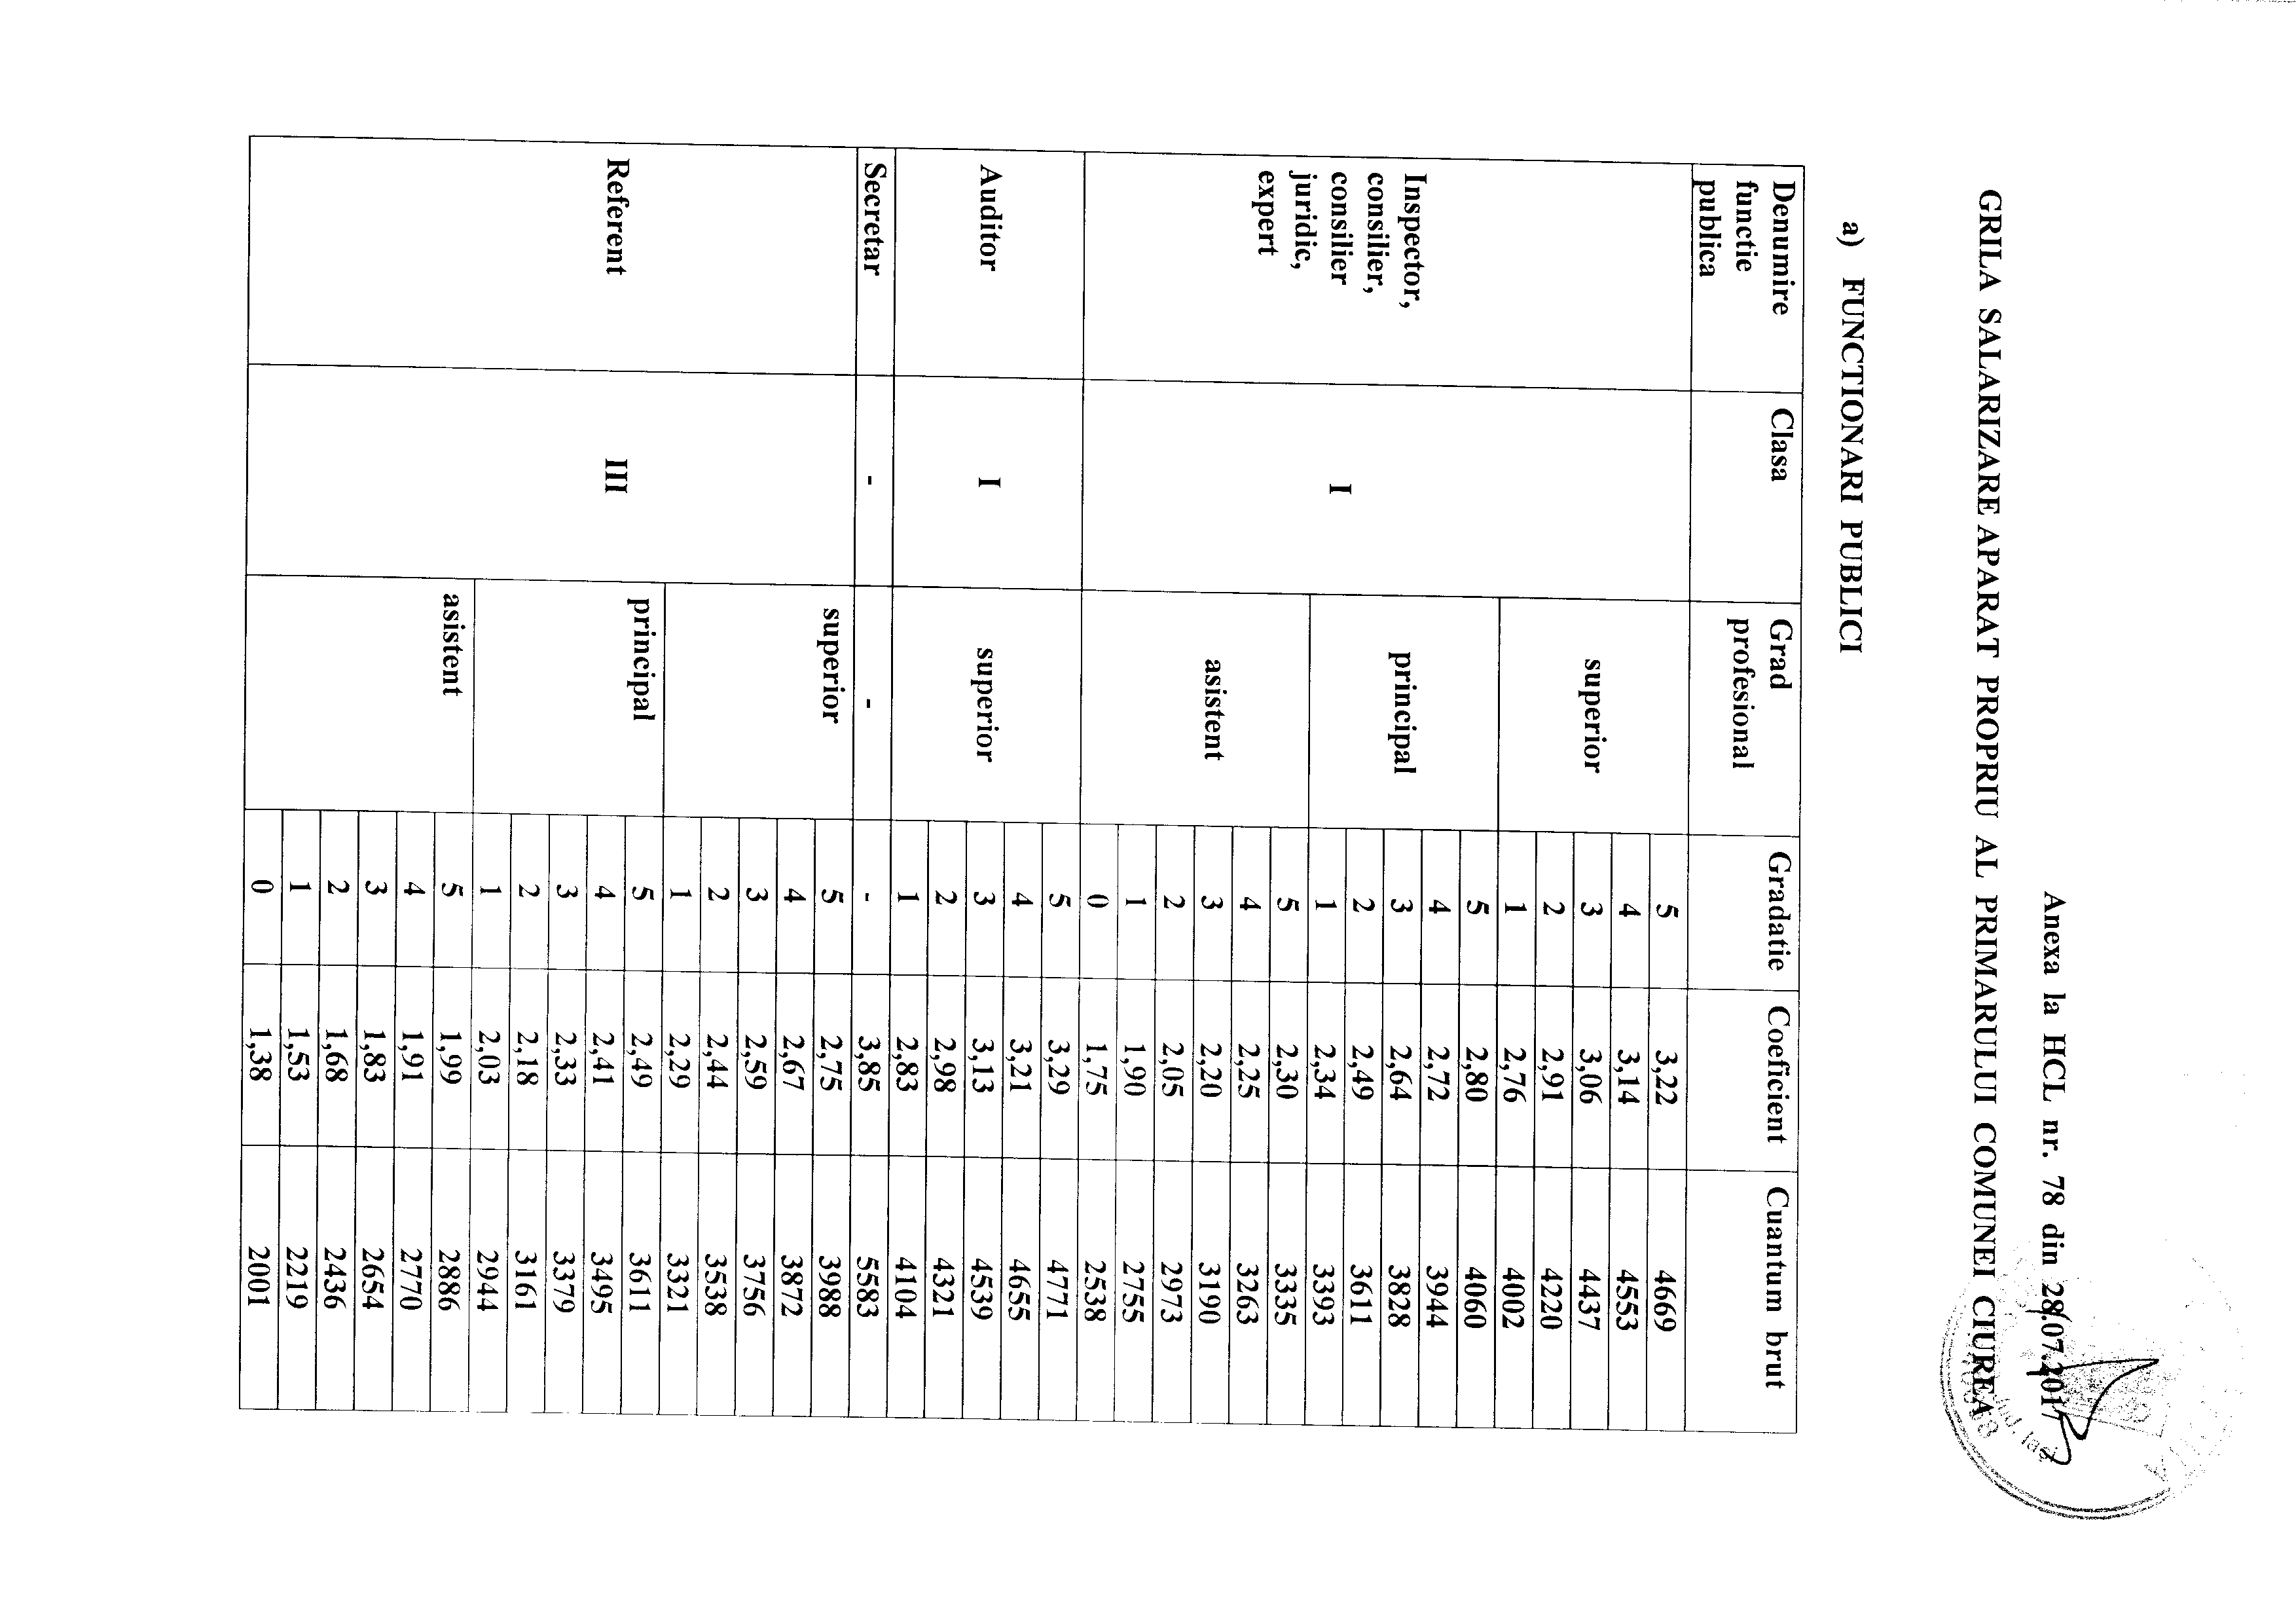 Anexa la HCL nr. 78 din 28.07.2017
GRILA SALARIZARE APARAT PROPRIU AL PRIMARULUI COMUNEI CIUREA
a) FUNCTIONARI PUBLICI
Denumire functie publica Clasa Grad profesional Gradatie Coeficient Cuantum brut
Inspector, consilier, consilier juridic, expert I superior 5 3,22 4669
4 3,14 4553
3 3,06 4437
2 2,91 4220
1 2,76 4002
principal 5 2,80 4060
4 2,72 3944
3 2,64 3828
2 2,49 3611
1 2,34 3393
asistent 5 2,30 3335
4 2,25 3263
3 2,20 3190
2 2,05 2973
1 1,90 2755
0 1,75 2538
Auditor I superior 5 3,29 4771
4 3,21 4655
3 3,13 4539
2 2,98 4321
1 2,83 4104
Secretar - - - 3,85 5583
Referent III superior 5 2,75 3988
4 2,67 3872
3 2,59 3756
2 2,44 3538
1 2,29 3321
principal 5 2,49 3611
4 2,41 3495
3 2,33 3379
2 2,18 3161
1 2,03 2944
asistent 5 1,99 2886
4 1,91 2770
3 1,83 2654
2 1,68 2436
1 1,53 2219
0 1,38 2001